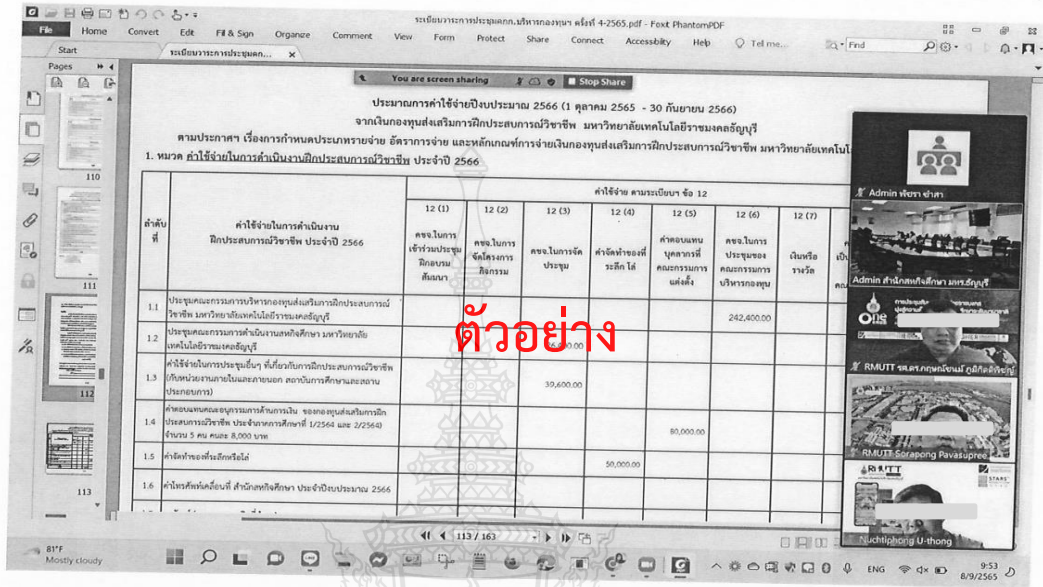 ระเบียบวาระการประชุมคกก.บริหารกองทุนฯ ครั้งที่ 4-2565.pdf - Foxit PhantomPDF
File Home Convert Edit Fill & Sign Organize Comment View Form Protect Share Connect Accessibility Help Tell me... Find
Start ระเบียบวาระการประชุมคก...
Pages
You are screen sharing Stop Share
ประมาณการค่าใช้จ่ายปีงบประมาณ 2566 (1 ตุลาคม 2565 - 30 กันยายน 2566)
จากเงินกองทุนส่งเสริมการฝึกประสบการณ์วิชาชีพ มหาวิทยาลัยเทคโนโลยีราชมงคลธัญบุรี
ตามประกาศฯ เรื่องการกำหนดประเภทรายจ่าย อัตราการจ่าย และหลักเกณฑ์การจ่ายเงินกองทุนส่งเสริมการฝึกประสบการณ์วิชาชีพ มหาวิทยาลัยเทคโนโ
1. หมวด ค่าใช้จ่ายในการดำเนินงานฝึกประสบการณ์วิชาชีพ ประจำปี 2566
ลำดับ
ที่
ค่าใช้จ่ายในการดำเนินงาน
ฝึกประสบการณ์วิชาชีพ ประจำปี 2566
ค่าใช้จ่าย ตามระเบียบฯ ข้อ 12
12 (1) 12 (2) 12 (3) 12 (4) 12 (5) 12 (6) 12 (7)
คชจ.ในการ
เข้าร่วมประชุม
ฝึกอบรม
สัมมนา
คชจ.ในการ
จัดโครงการ
กิจกรรม
คชจ.ในการจัด
ประชุม
ค่าจัดทำของที่
ระลึก โล่
ค่าตอบแทน
บุคลากรที่
คณะกรรมการ
แต่งตั้ง
คชจ.ในการ
ประชุมของ
คณะกรรมการ
บริหารกองทุน
เงินหรือ
รางวัล
1.1 ประชุมคณะกรรมการบริหารกองทุนส่งเสริมการฝึกประสบการณ์
วิชาชีพ มหาวิทยาลัยเทคโนโลยีราชมงคลธัญบุรี
242,400.00
1.2 ประชุมคณะกรรมการดำเนินงานสหกิจศึกษา มหาวิทยาลัย
เทคโนโลยีราชมงคลธัญบุรี
ตัวอย่าง
1.3 ค่าใช้จ่ายในการประชุมอื่นๆ ที่เกี่ยวกับการฝึกประสบการณ์วิชาชีพ
(กับหน่วยงานภายในและภายนอก สถาบันการศึกษาและสถาน
ประกอบการ)
39,600.00
1.4 ค่าตอบแทนคณะอนุกรรมการด้านการเงิน ของกองทุนส่งเสริมการฝึก
ประสบการณ์วิชาชีพ ประจำภาคการศึกษาที่ 1/2564 และ 2/2564)
จำนวน 5 คน คนละ 8,000 บาท
80,000.00
1.5 ค่าจัดทำของที่ระลึกหรือโล่
50,000.00
1.6 ค่าโทรศัพท์เคลื่อนที่ สำนักสหกิจศึกษา ประจำปีงบประมาณ 2566
110
111
112
113
Admin พัชรา ขำสา
Admin สำนักสหกิจศึกษา มทร.ธัญบุรี
One
RMUTT รศ.ดร.กฤษณ์ชนม์ ภูมิกิตติพิชญ์
RMUTT Sorapong Pavasupree
RMUTT
STARS
Nuchtiphong U-thong
113 / 163
81°F
Mostly cloudy
ENG
9:53
8/9/2565